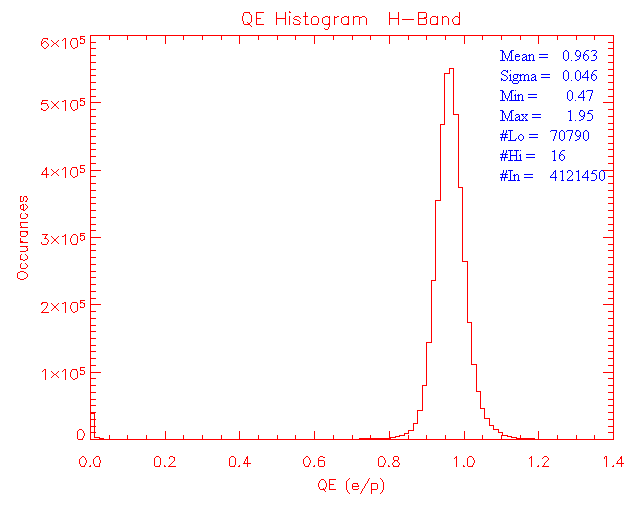 QE Histogram H-Band
6×10⁵
5×10⁵
4×10⁵
3×10⁵
2×10⁵
1×10⁵
0
Occurances
Mean = 0.963
Sigma = 0.046
Min = 0.47
Max = 1.95
#Lo = 70790
#Hi = 16
#In = 4121450
0.0 0.2 0.4 0.6 0.8 1.0 1.2 1.4
QE (e/p)